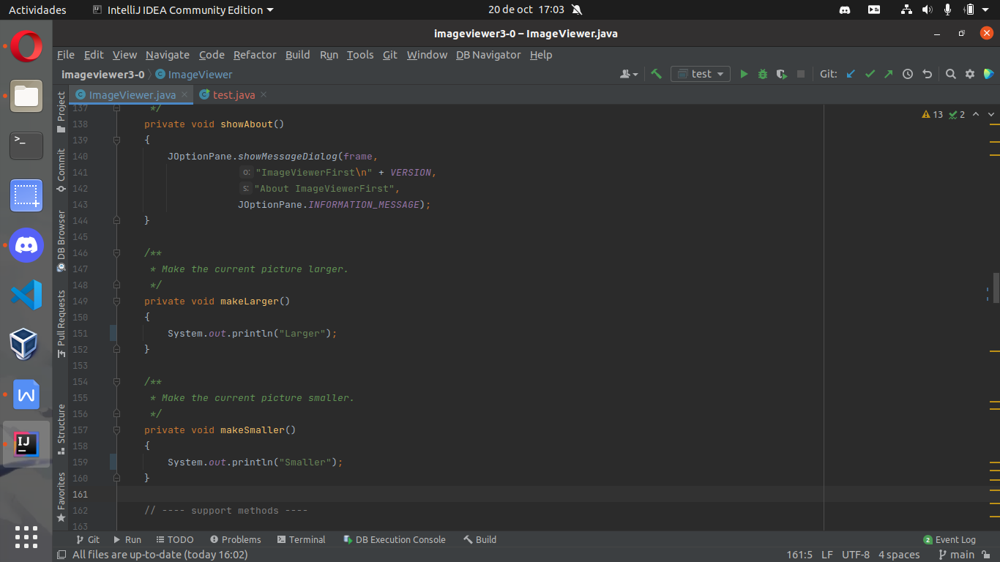 Actividades IntelliJ IDEA Community Edition 20 de oct 17:03
imageviewer3-0 – ImageViewer.java
File Edit View Navigate Code Refactor Build Run Tools Git Window DB Navigator Help
imageviewer3-0 ImageViewer test Git:
ImageViewer.java test.java
Project
Commit
DB Browser
Pull Requests
Structure
Favorites
13 2
137 */
138 private void showAbout()
139 {
140 JOptionPane.showMessageDialog(frame,
141 o: "ImageViewerFirst\n" + VERSION,
142 s: "About ImageViewerFirst",
143 JOptionPane.INFORMATION_MESSAGE);
144 }
145
146 /**
147 * Make the current picture larger.
148 */
149 private void makeLarger()
150 {
151 System.out.println("Larger");
152 }
153
154 /**
155 * Make the current picture smaller.
156 */
157 private void makeSmaller()
158 {
159 System.out.println("Smaller");
160 }
161
162 // ---- support methods ----
163
Git Run TODO Problems Terminal DB Execution Console Build 2 Event Log
All files are up-to-date (today 16:02) 161:5 LF UTF-8 4 spaces main